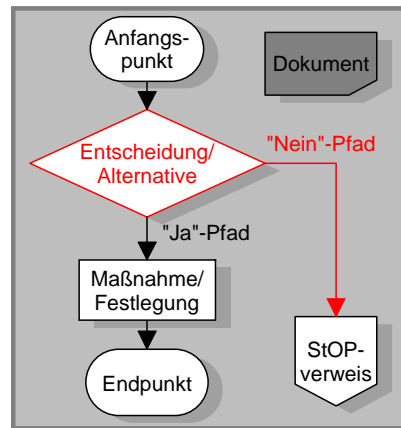 Anfangs-
punkt
Dokument
Entscheidung/
Alternative
"Nein"-Pfad
"Ja"-Pfad
Maßnahme/
Festlegung
StOP-
verweis
Endpunkt